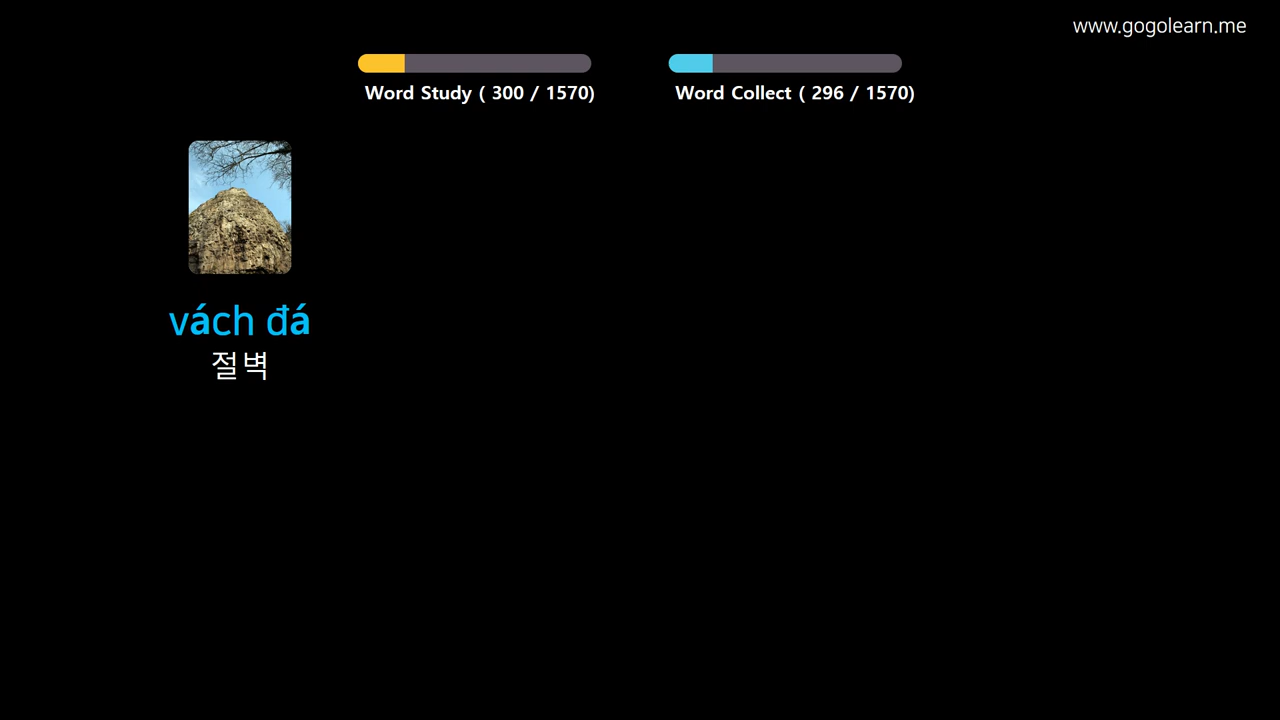 www.gogolearn.me
Word Study ( 300 / 1570)
Word Collect ( 296 / 1570)
vách đá
절벽